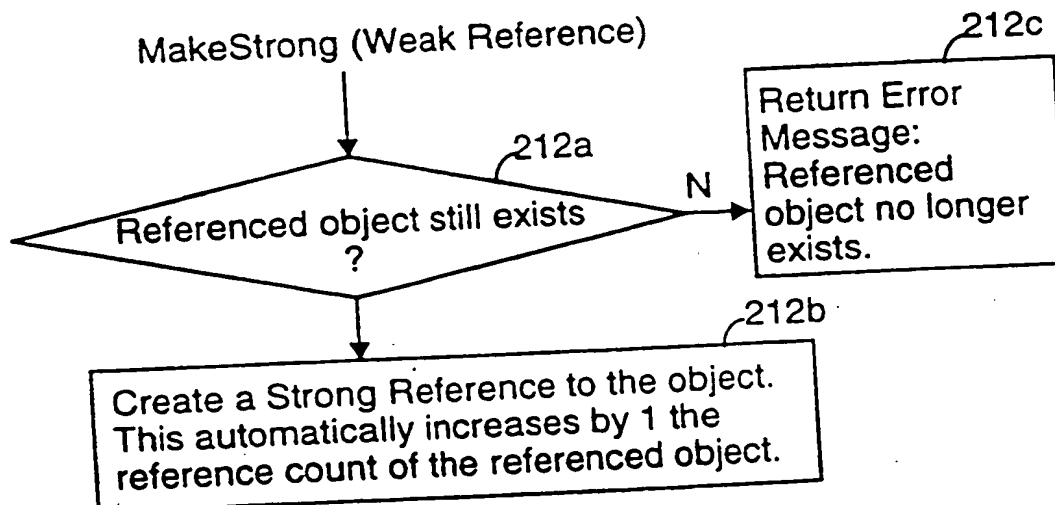 MakeStrong (Weak Reference)
212c
Return Error
Message:
Referenced
object no longer
exists.
212a
N
Referenced object still exists
?
212b
Create a Strong Reference to the object.
This automatically increases by 1 the
reference count of the referenced object.